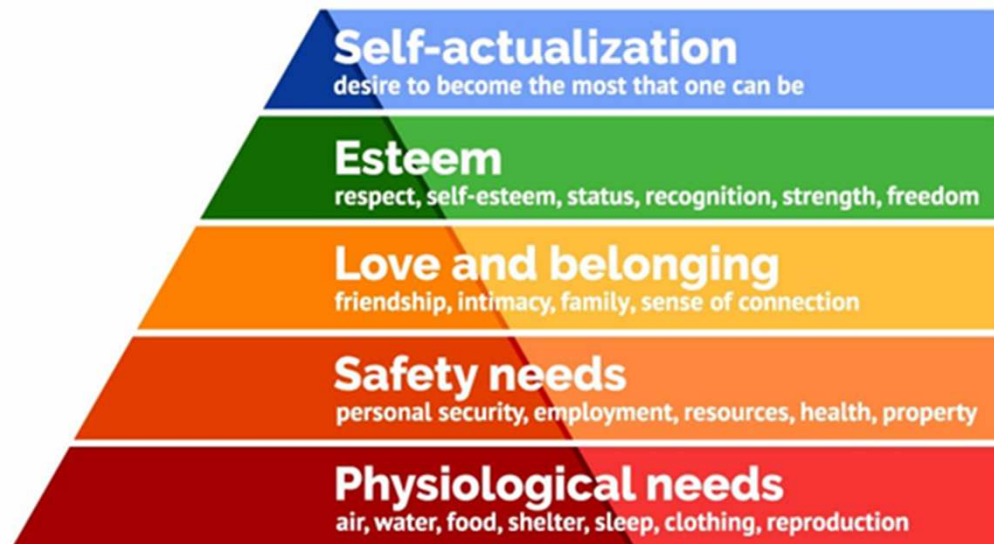 Self-actualization
desire to become the most that one can be
Esteem
respect, self-esteem, status, recognition, strength, freedom
Love and belonging
friendship, intimacy, family, sense of connection
Safety needs
personal security, employment, resources, health, property
Physiological needs
air, water, food, shelter, sleep, clothing, reproduction